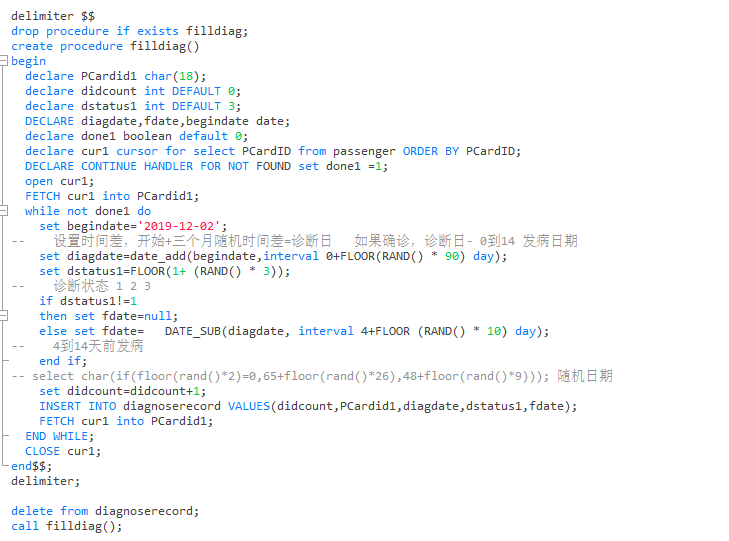 delimiter $$
drop procedure if exists filldiag;
create procedure filldiag()
begin
  declare PCardid1 char(18);
  declare didcount int DEFAULT 0;
  declare dstatus1 int DEFAULT 3;
  DECLARE diagdate,fdate,begindate date;
  declare done1 boolean default 0;
  declare cur1 cursor for select PCardID from passenger ORDER BY PCardID;
  DECLARE CONTINUE HANDLER FOR NOT FOUND set done1 =1;
  open cur1;
  FETCH cur1 into PCardid1;
  while not done1 do
    set begindate='2019-12-02';
--    设置时间差，开始+三个月随机时间差=诊断日   如果确诊，诊断日- 0到14 发病日期
    set diagdate=date_add(begindate,interval 0+FLOOR(RAND() * 90) day);
    set dstatus1=FLOOR(1+ (RAND() * 3));
--    诊断状态 1 2 3
    if dstatus1!=1
    then set fdate=null;
    else set fdate=   DATE_SUB(diagdate, interval 4+FLOOR (RAND() * 10) day);
--    4到14天前发病
    end if;
-- select char(if(floor(rand()*2)=0,65+floor(rand()*26),48+floor(rand()*9))); 随机日期
    set didcount=didcount+1;
    INSERT INTO diagnoserecord VALUES(didcount,PCardid1,diagdate,dstatus1,fdate);
    FETCH cur1 into PCardid1;
  END WHILE;
  CLOSE cur1;
end$$;
delimiter;

delete from diagnoserecord;
call filldiag();